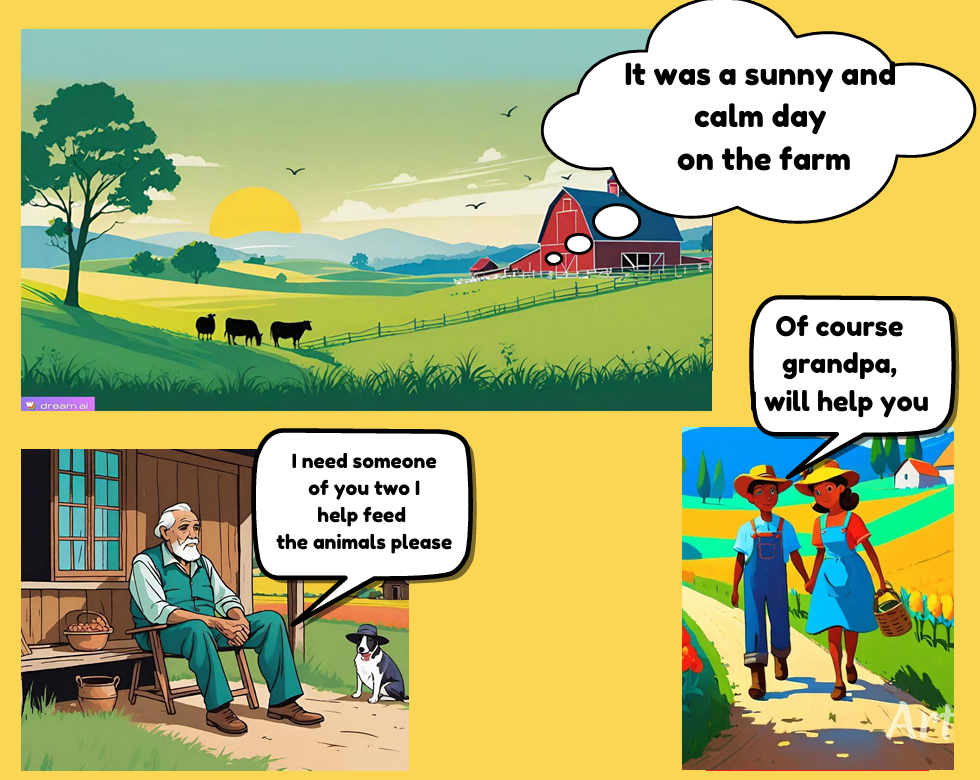 It was a sunny and
calm day
on the farm
dream.ai
Of course
grandpa,
will help you
I need someone
of you two I
help feed
the animals please
Art